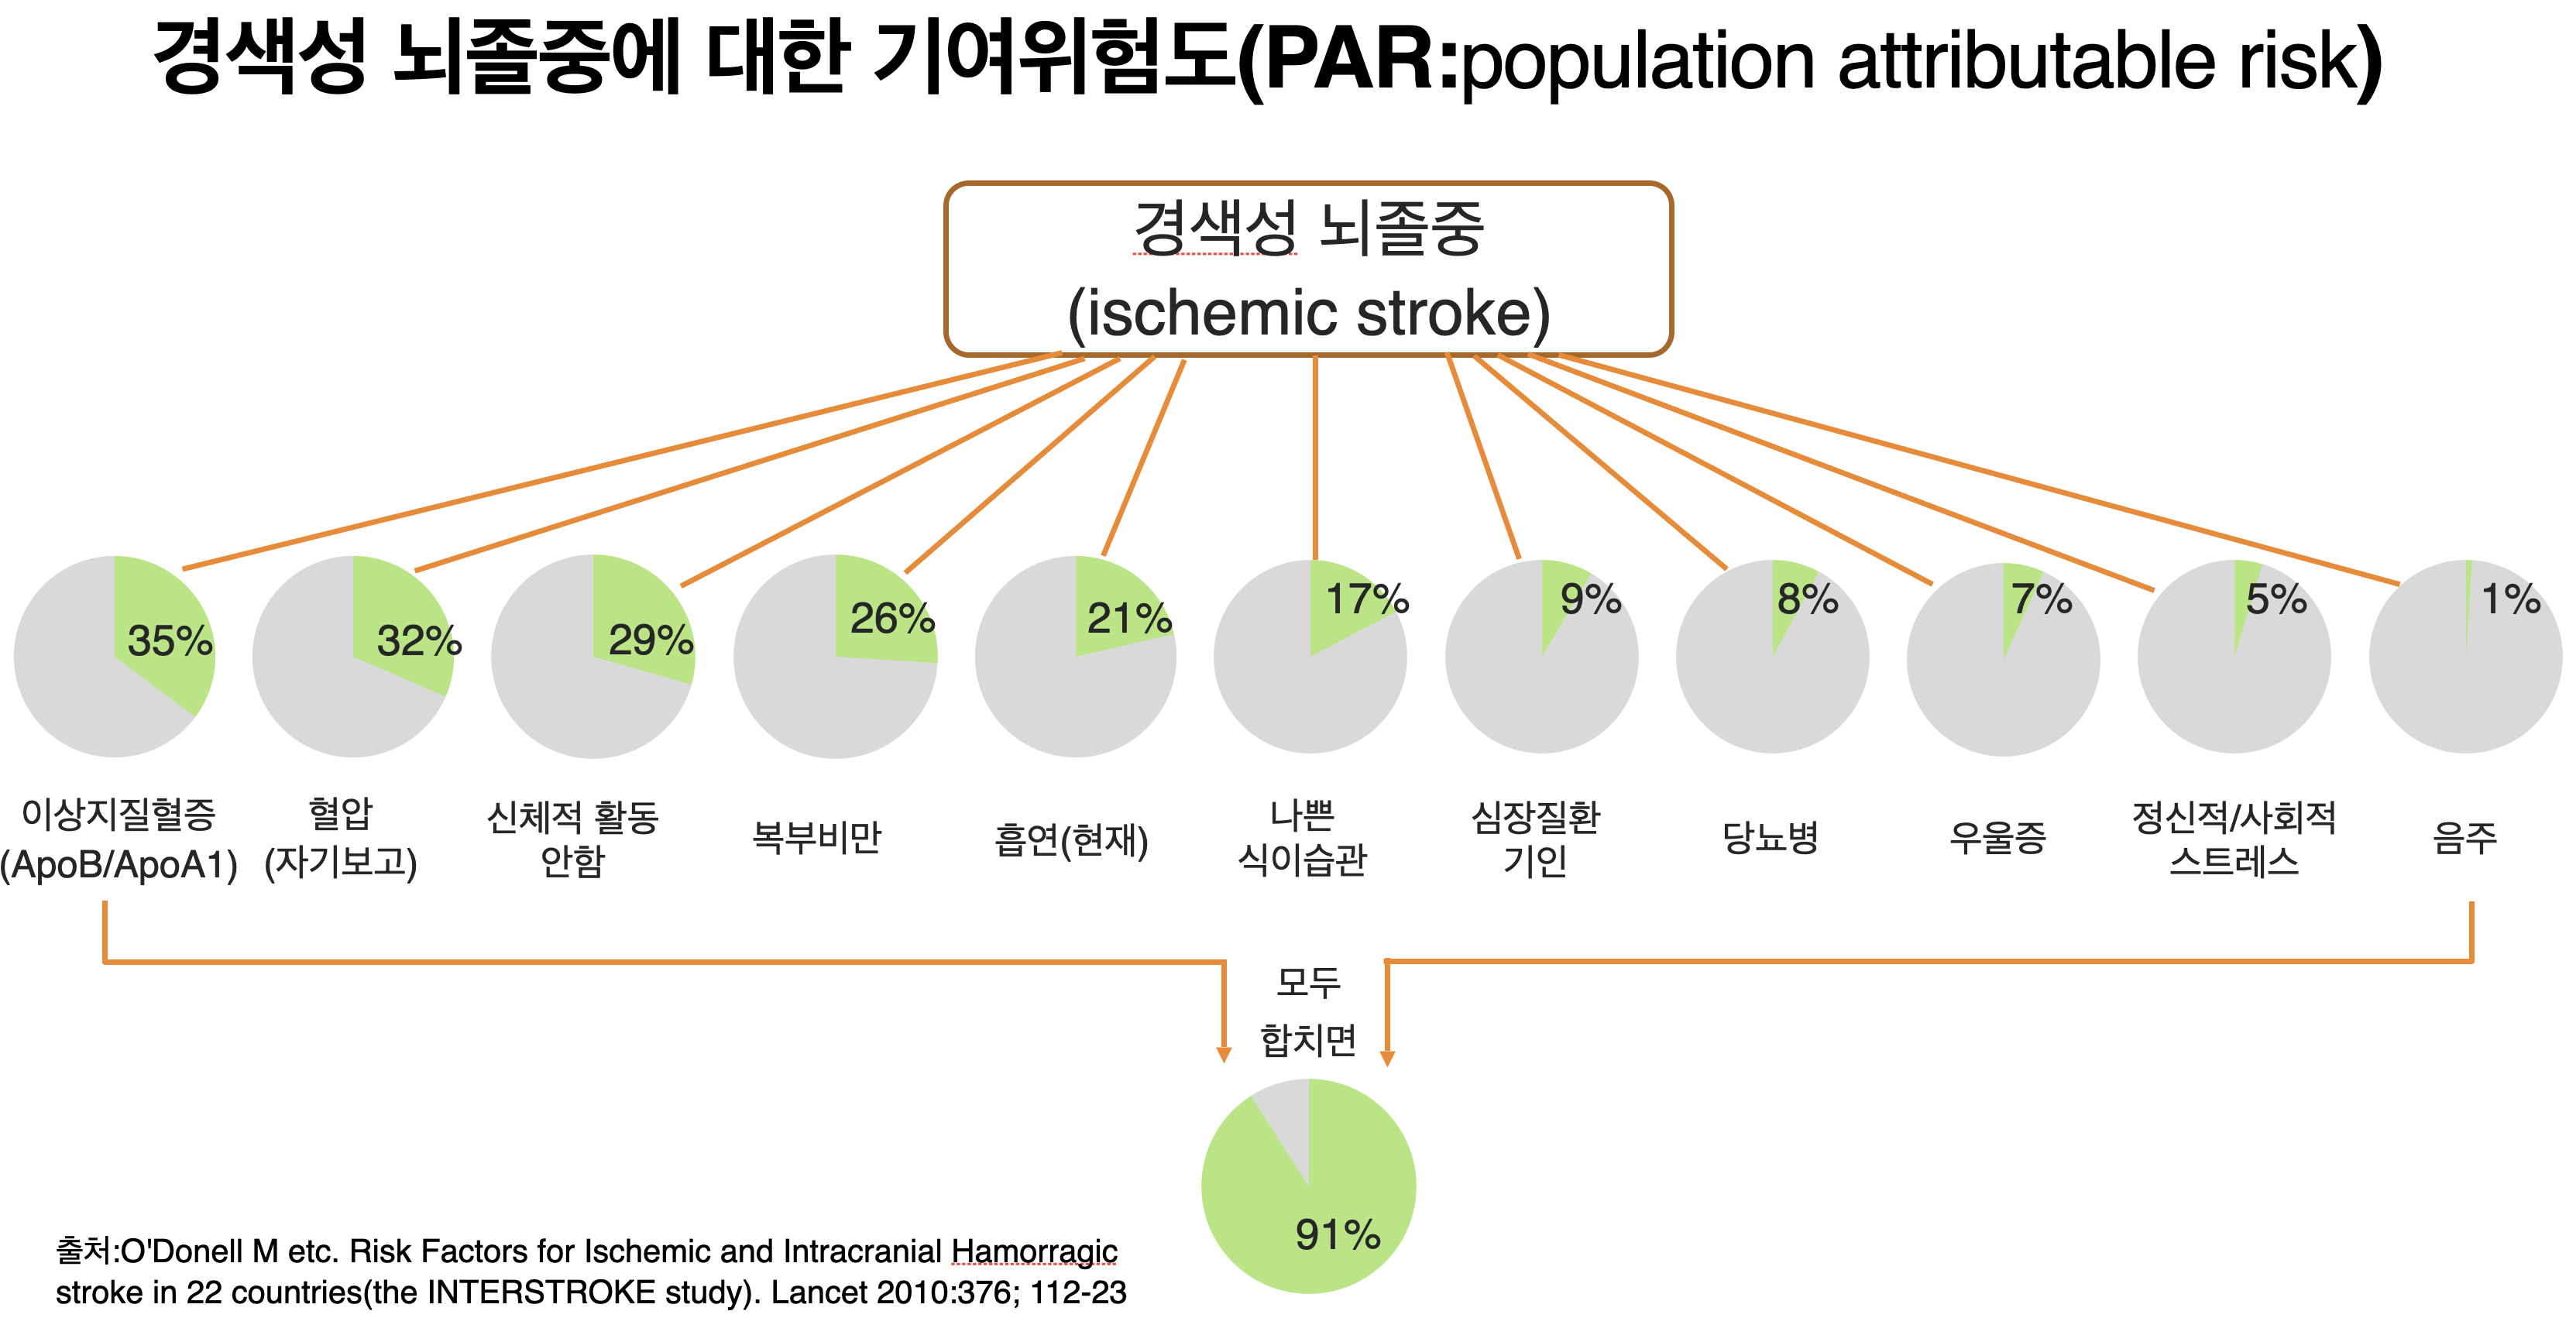 경색성 뇌졸중에 대한 기여위험도(PAR:population attributable risk)
경색성 뇌졸중
(ischemic stroke)
35%
32%
29%
26%
21%
17%
9%
8%
7%
5%
1%
이상지질혈증
(ApoB/ApoA1)
혈압
(자기보고)
신체적 활동
안함
복부비만
흡연(현재)
나쁜
식이습관
심장질환
기인
당뇨병
우울증
정신적/사회적
스트레스
음주
모두
합치면
91%
출처:O'Donell M etc. Risk Factors for Ischemic and Intracranial Hamorragic
stroke in 22 countries(the INTERSTROKE study). Lancet 2010:376; 112-23